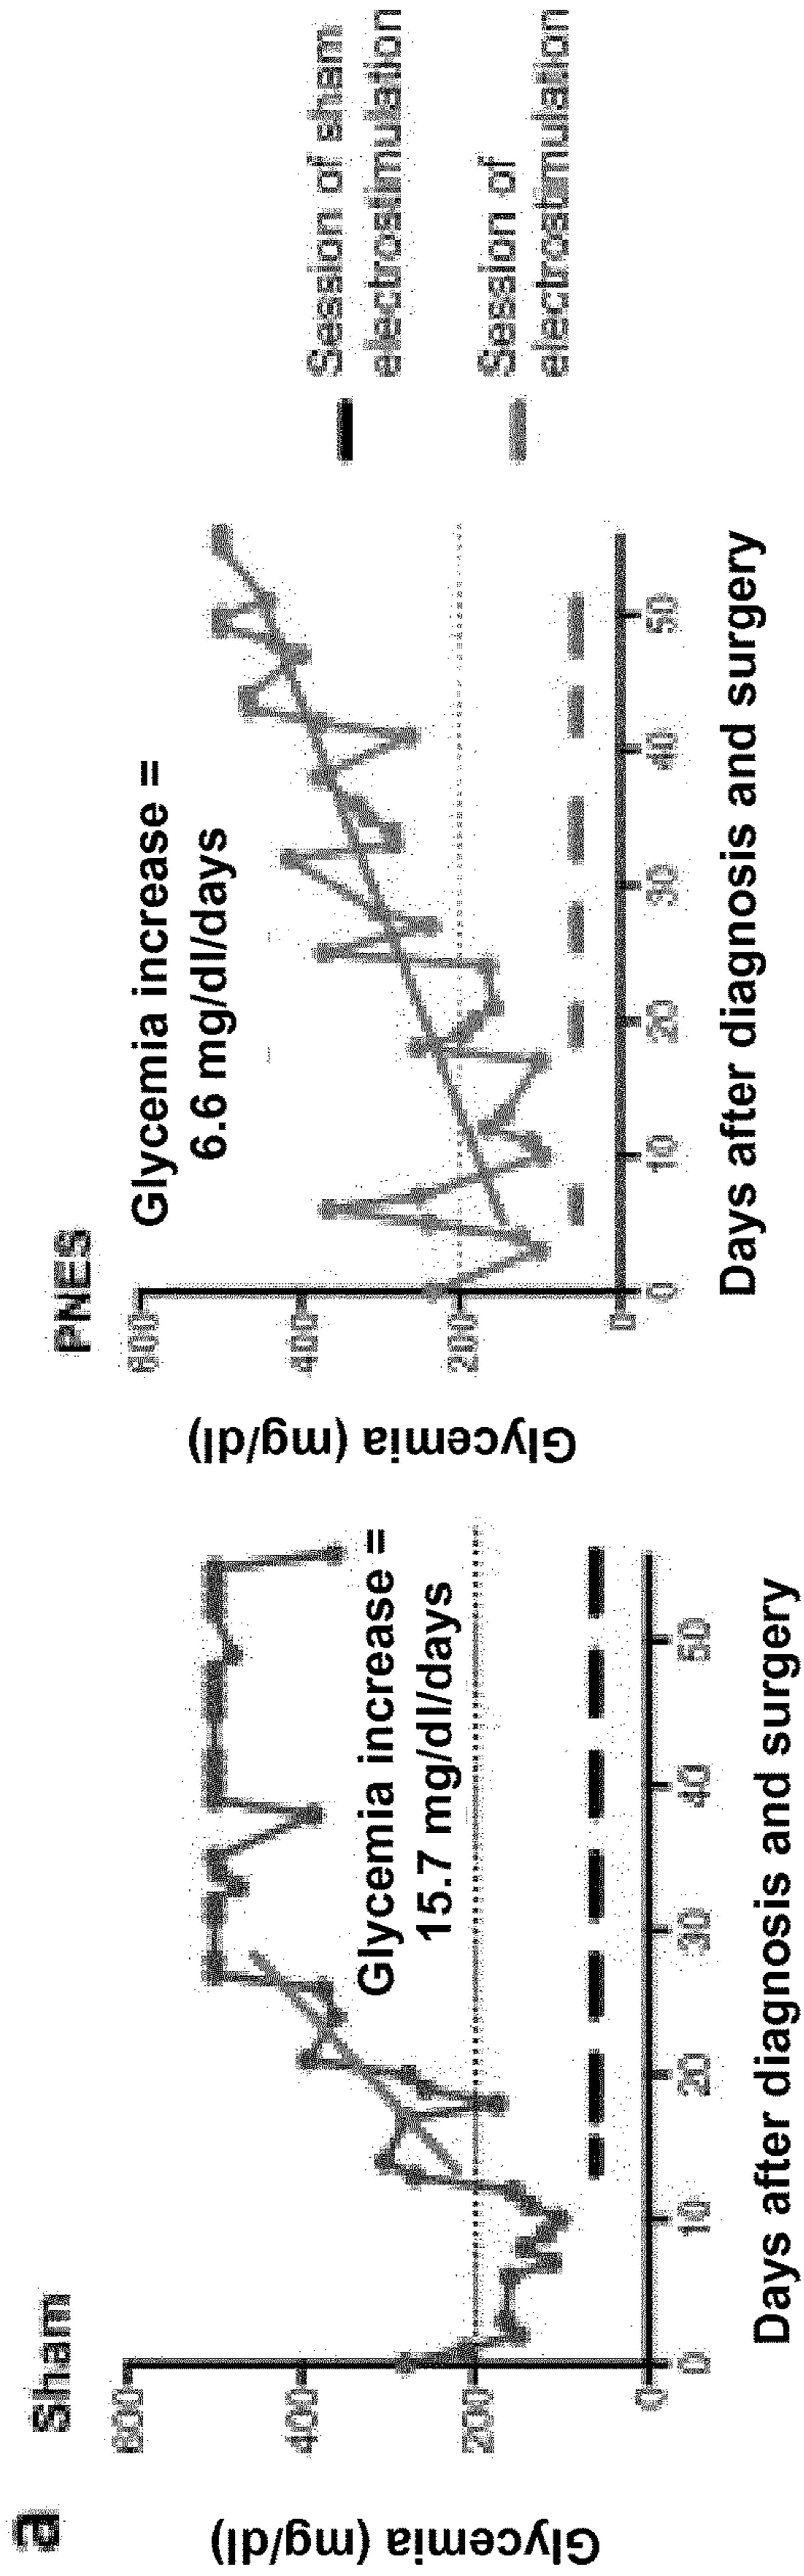 a
Sham
Glycemia (mg/dl)
600
400
200
0
Glycemia increase =
15.7 mg/dl/days
0
10
20
30
40
50
Days after diagnosis and surgery
PNES
Glycemia (mg/dl)
600
400
200
0
Glycemia increase =
6.6 mg/dl/days
0
10
20
30
40
50
Days after diagnosis and surgery
Session of sham
electrostimulation
Session of
electrostimulation